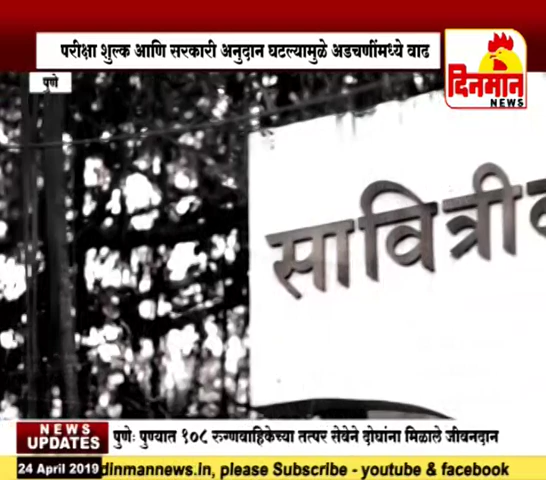 परीक्षा शुल्क आणि सरकारी अनुदान घटल्यामुळे अडचणींमध्ये वाढ
दिनमान
NEWS
पुणे
सावित्री
NEWS
UPDATES
पुणेः पुण्यात १०८ रुग्णवाहिकेच्या तत्पर सेवेने दोघांना मिळाले जीवनदान
24 April 2019
dinmannews.in, please Subscribe - youtube & facebook